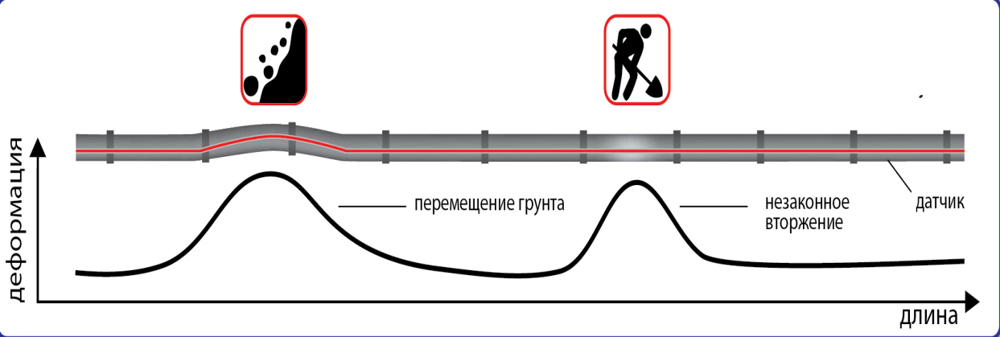 деформация
перемещение грунта
незаконное
вторжение
датчик
длина